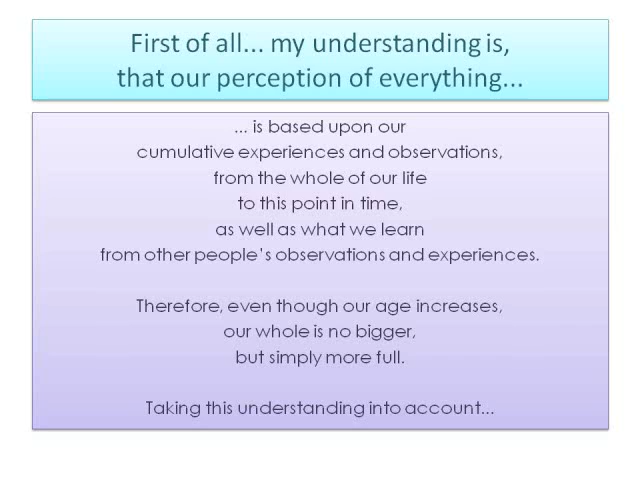 First of all... my understanding is,
that our perception of everything...
... is based upon our
cumulative experiences and observations,
from the whole of our life
to this point in time,
as well as what we learn
from other people’s observations and experiences.
Therefore, even though our age increases,
our whole is no bigger,
but simply more full.
Taking this understanding into account...